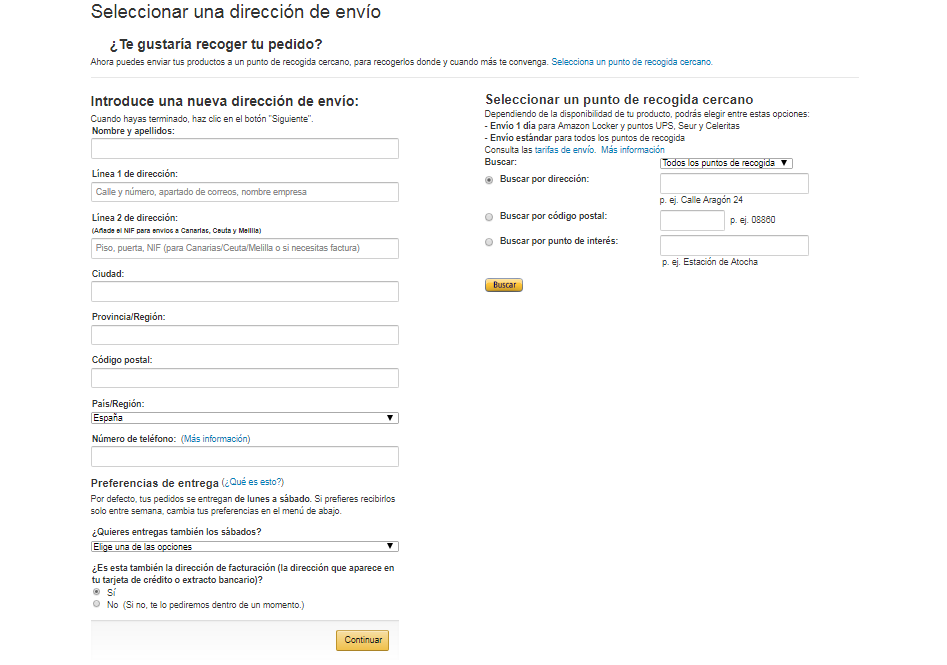 Seleccionar una dirección de envío
¿Te gustaría recoger tu pedido?
Ahora puedes enviar tus productos a un punto de recogida cercano, para recogerlos donde y cuando más te convenga. Selecciona un punto de recogida cercano.
Introduce una nueva dirección de envío:
Cuando hayas terminado, haz clic en el botón "Siguiente".
Nombre y apellidos:
Línea 1 de dirección:
Calle y número, apartado de correos, nombre empresa
Línea 2 de dirección:
(Añade el NIF para envíos a Canarias, Ceuta y Melilla)
Piso, puerta, NIF (para Canarias/Ceuta/Melilla o si necesitas factura)
Ciudad:
Provincia/Región:
Código postal:
País/Región:
España
Número de teléfono: (Más información)
Preferencias de entrega (¿Qué es esto?)
Por defecto, tus pedidos se entregan de lunes a sábado. Si prefieres recibirlos
solo entre semana, cambia tus preferencias en el menú de abajo.
¿Quieres entregas también los sábados?
Elige una de las opciones
¿Es esta también la dirección de facturación (la dirección que aparece en
tu tarjeta de crédito o extracto bancario)?
Sí
No (Si no, te lo pediremos dentro de un momento.)
Continuar
Seleccionar un punto de recogida cercano
Dependiendo de la disponibilidad de tu producto, podrás elegir entre estas opciones:
- Envío 1 día para Amazon Locker y puntos UPS, Seur y Celeritas
- Envío estándar para todos los puntos de recogida
Consulta las tarifas de envío. Más información
Buscar:
Todos los puntos de recogida
Buscar por dirección:
p. ej. Calle Aragón 24
Buscar por código postal:
p. ej. 08860
Buscar por punto de interés:
p. ej. Estación de Atocha
Buscar